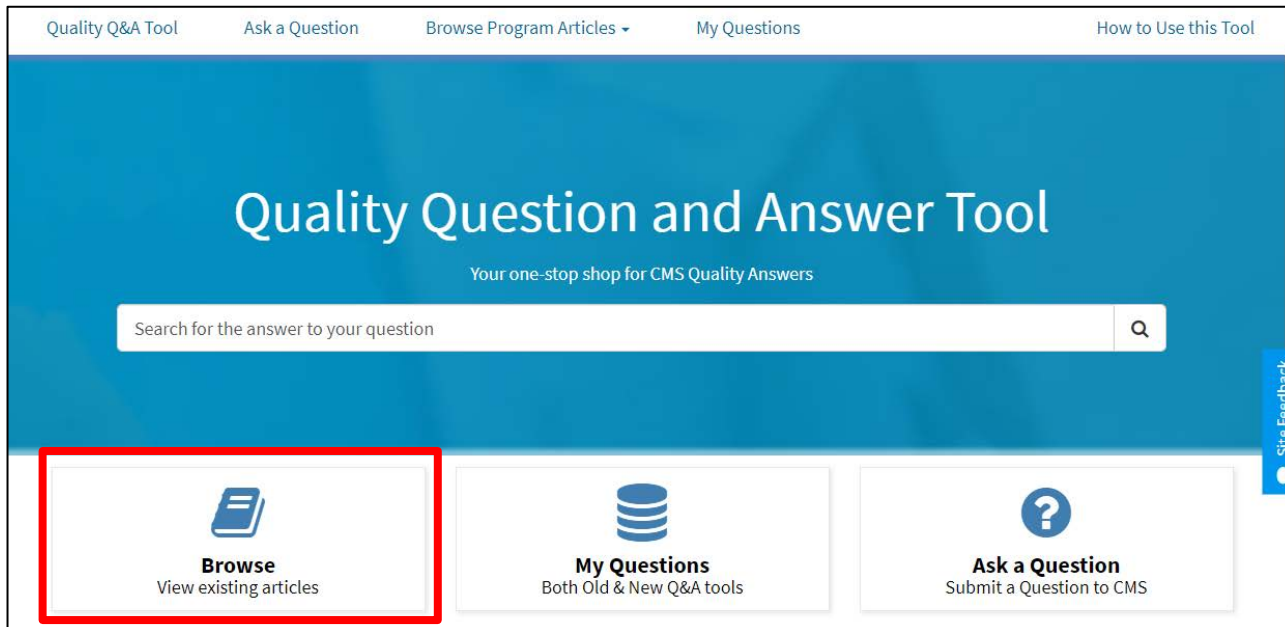 Quality Q&A Tool Ask a Question Browse Program Articles My Questions How to Use this Tool
Quality Question and Answer Tool
Your one-stop shop for CMS Quality Answers
Search for the answer to your question
Site Feedback
Browse
View existing articles
My Questions
Both Old & New Q&A tools
Ask a Question
Submit a Question to CMS